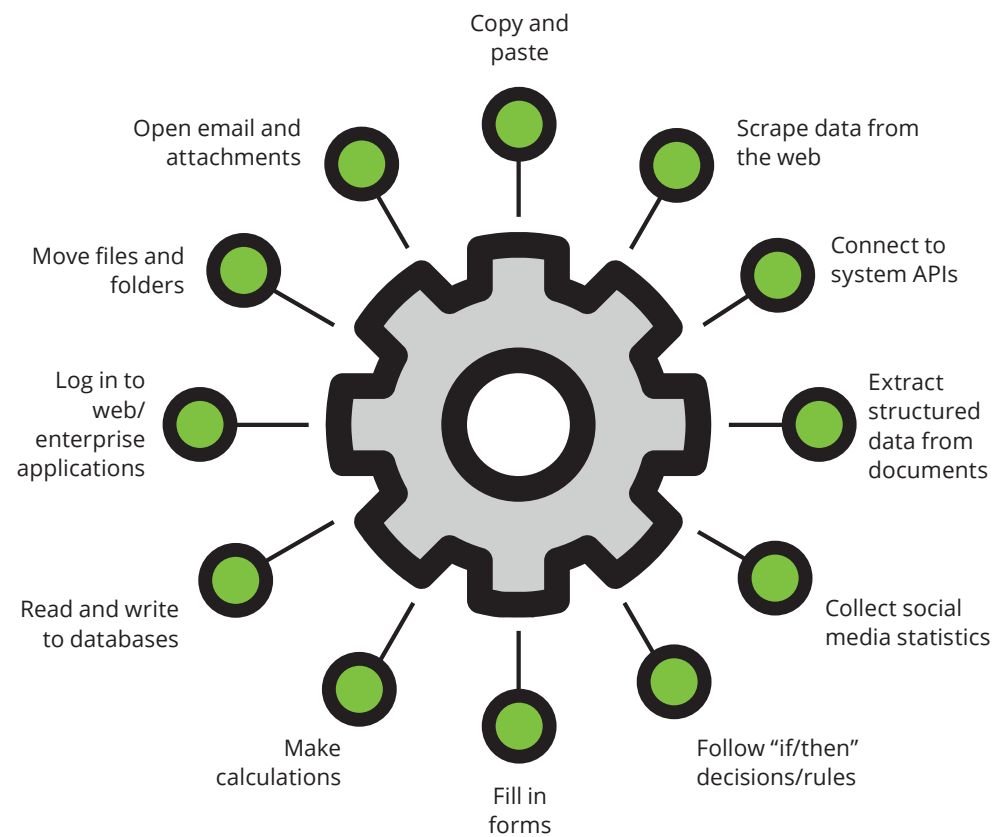 Copy and
paste
Scrape data from
the web
Connect to
system APIs
Extract
structured
data from
documents
Collect social
media statistics
Follow “if/then”
decisions/rules
Fill in
forms
Make
calculations
Read and write
to databases
Log in to
web/
enterprise
applications
Move files and
folders
Open email and
attachments